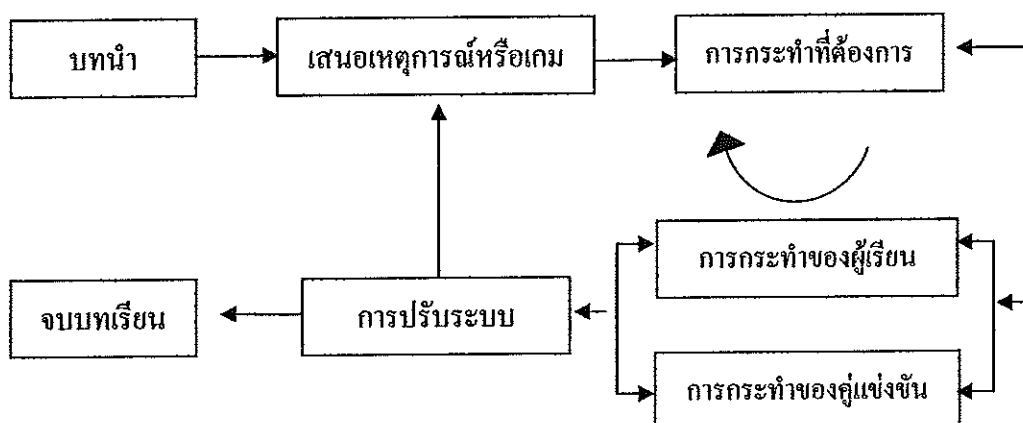 บทนำ
เสนอเหตุการณ์หรือเกม
การกระทำที่ต้องการ
การกระทำของผู้เรียน
จบบทเรียน
การปรับระบบ
การกระทำของคู่แข่งขัน